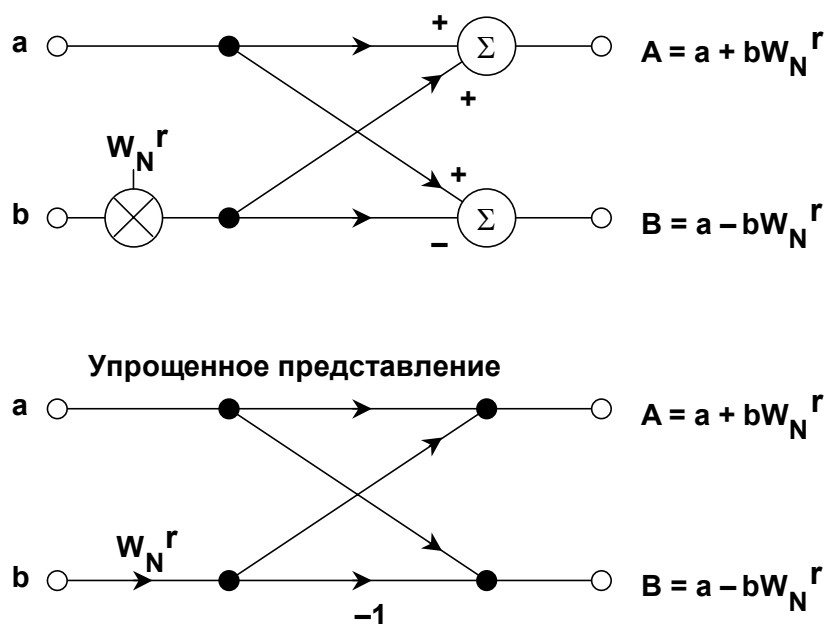 a + Σ A = a + bW_N^r
+
W_N^r +
b – Σ B = a – bW_N^r
Упрощенное представление
a A = a + bW_N^r
W_N^r
b B = a – bW_N^r
–1